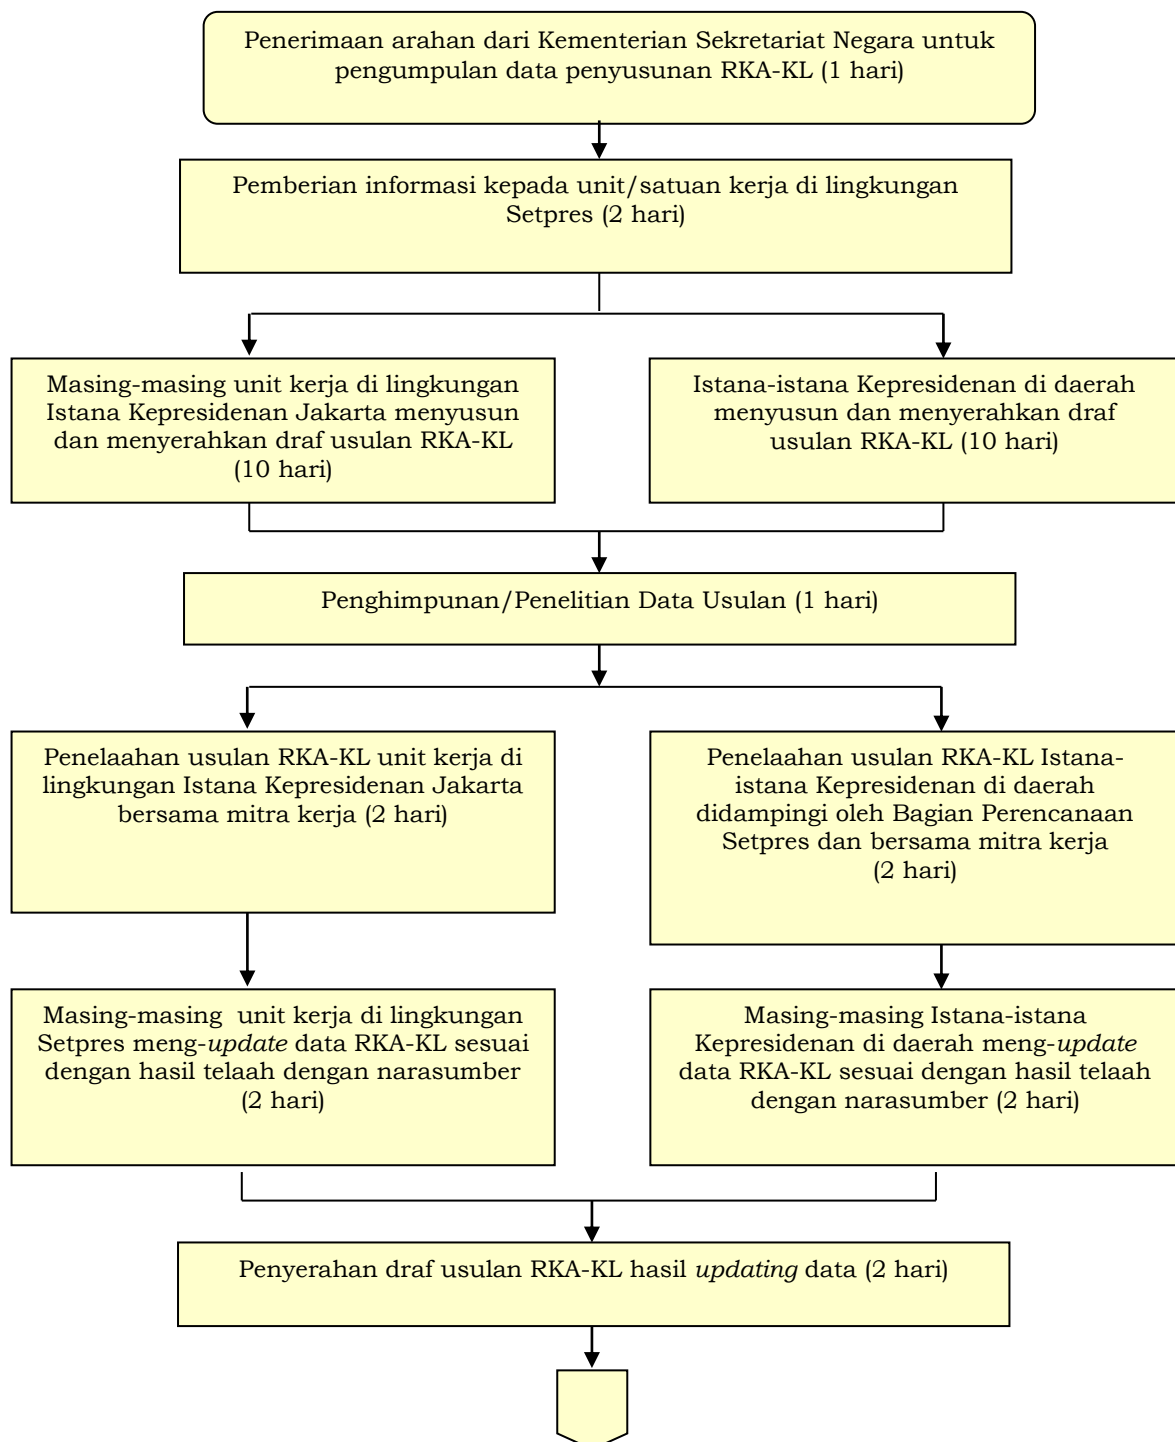 Penerimaan arahan dari Kementerian Sekretariat Negara untuk
pengumpulan data penyusunan RKA-KL (1 hari)
Pemberian informasi kepada unit/satuan kerja di lingkungan
Setpres (2 hari)
Masing-masing unit kerja di lingkungan
Istana Kepresidenan Jakarta menyusun
dan menyerahkan draf usulan RKA-KL
(10 hari)
Istana-istana Kepresidenan di daerah
menyusun dan menyerahkan draf
usulan RKA-KL (10 hari)
Penghimpunan/Penelitian Data Usulan (1 hari)
Penelaahan usulan RKA-KL unit kerja di
lingkungan Istana Kepresidenan Jakarta
bersama mitra kerja (2 hari)
Penelaahan usulan RKA-KL Istana-
istana Kepresidenan di daerah
didampingi oleh Bagian Perencanaan
Setpres dan bersama mitra kerja
(2 hari)
Masing-masing unit kerja di lingkungan
Setpres meng-update data RKA-KL sesuai
dengan hasil telaah dengan narasumber
(2 hari)
Masing-masing Istana-istana
Kepresidenan di daerah meng-update
data RKA-KL sesuai dengan hasil telaah
dengan narasumber (2 hari)
Penyerahan draf usulan RKA-KL hasil updating data (2 hari)